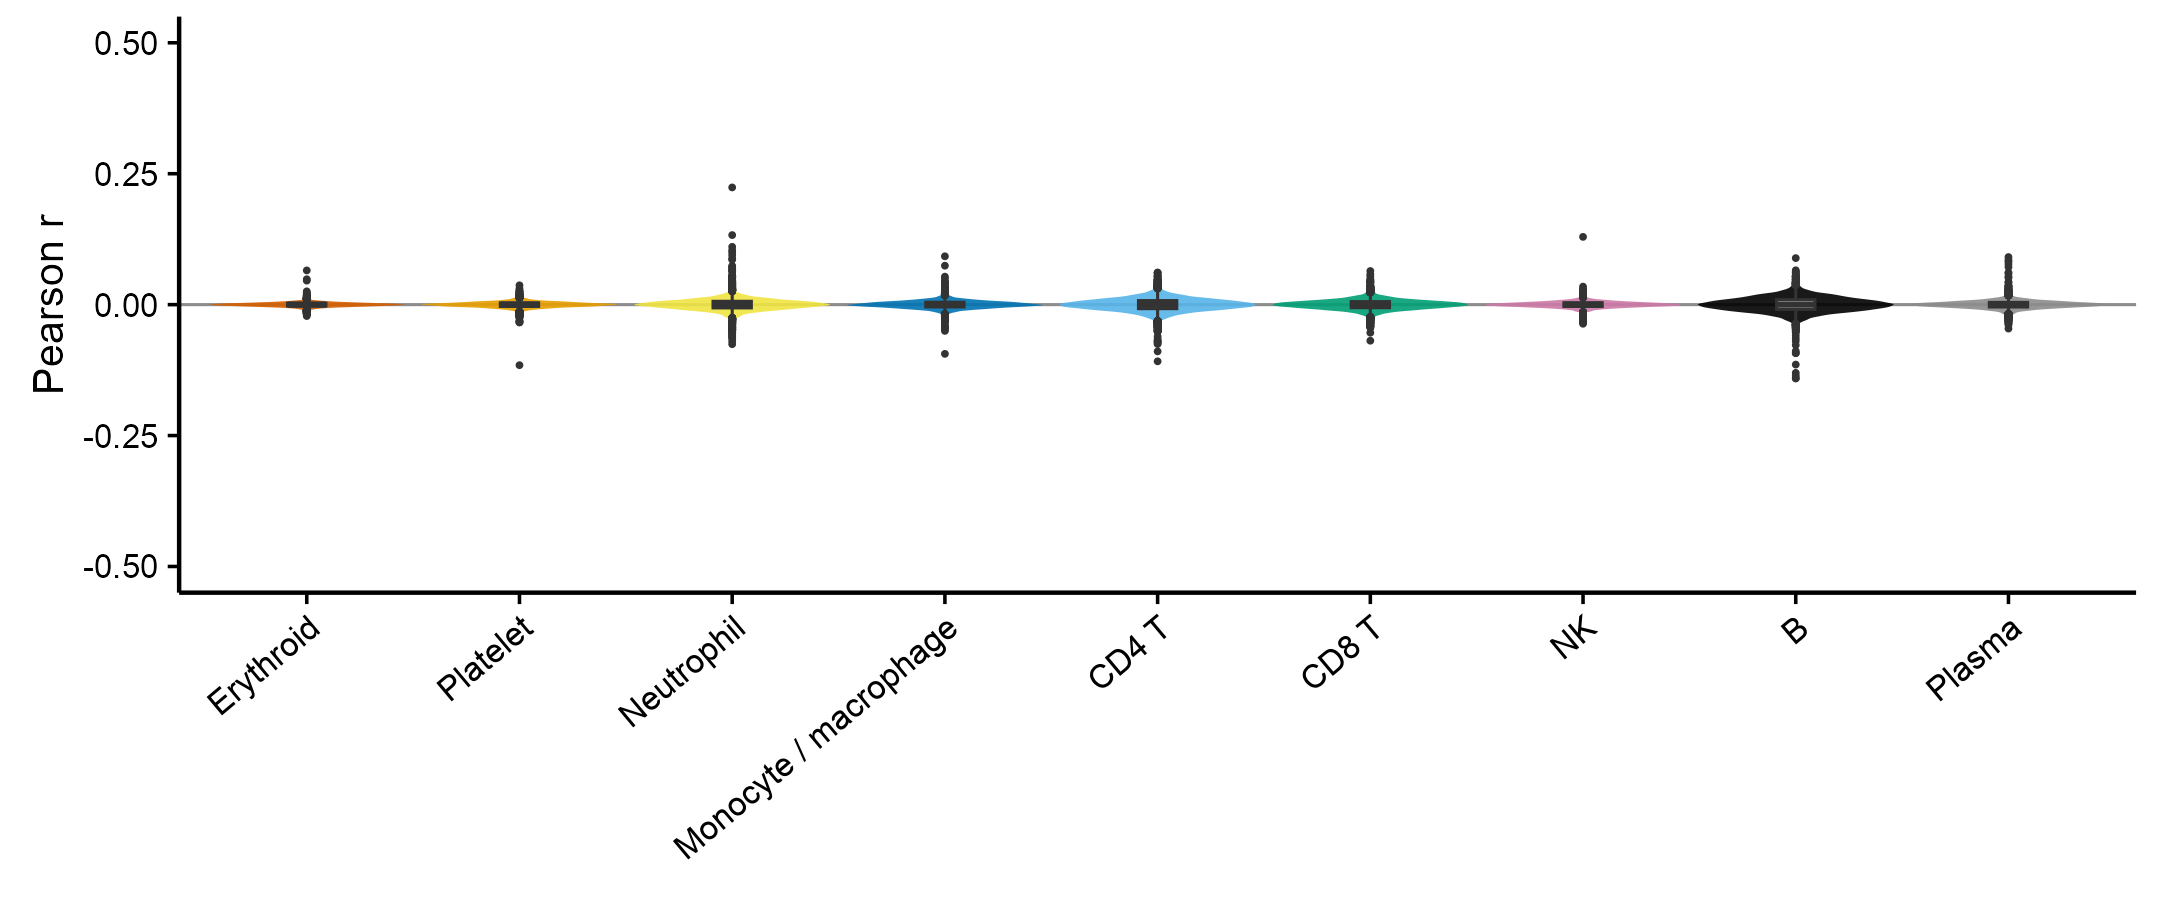 Pearson r
0.50
0.25
0.00
-0.25
-0.50
Erythroid
Platelet
Neutrophil
Monocyte / macrophage
CD4 T
CD8 T
NK
B
Plasma